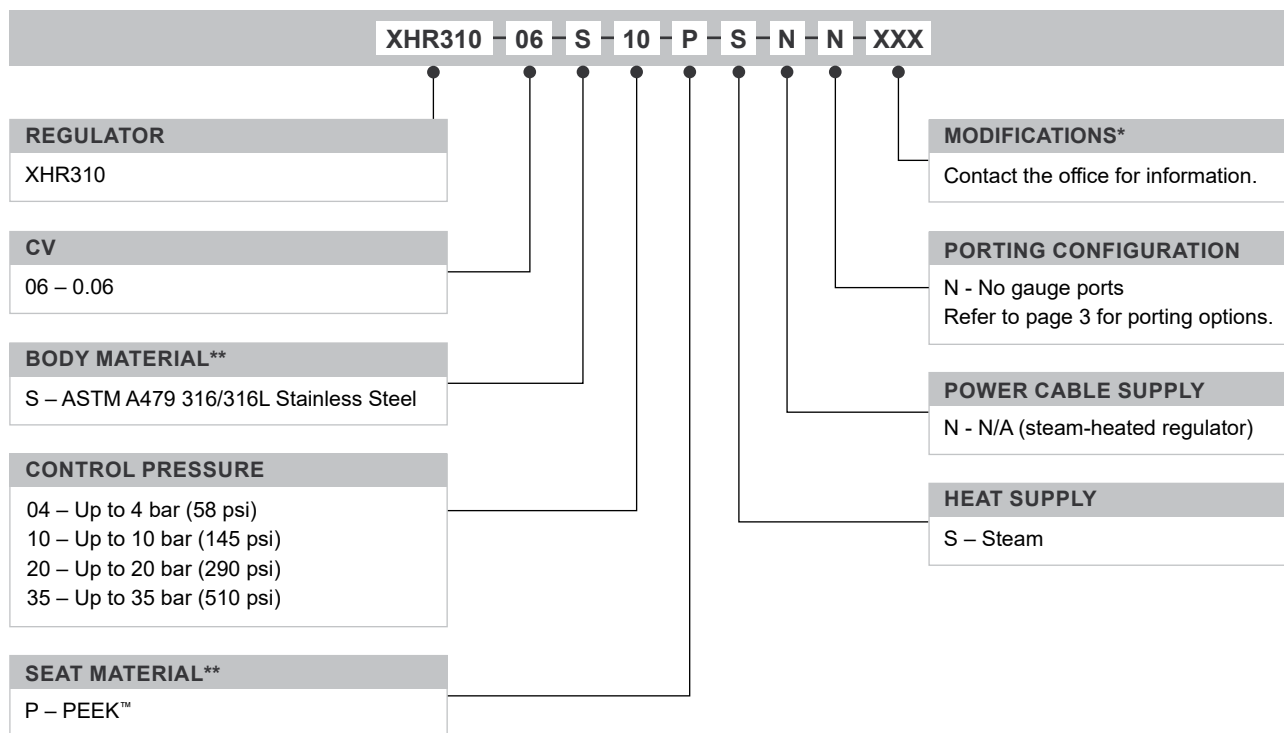 XHR310 - 06 - S - 10 - P - S - N - N - XXX
REGULATOR
XHR310
CV
06 – 0.06
BODY MATERIAL**
S – ASTM A479 316/316L Stainless Steel
CONTROL PRESSURE
04 – Up to 4 bar (58 psi)
10 – Up to 10 bar (145 psi)
20 – Up to 20 bar (290 psi)
35 – Up to 35 bar (510 psi)
SEAT MATERIAL**
P – PEEK™
MODIFICATIONS*
Contact the office for information.
PORTING CONFIGURATION
N - No gauge ports
Refer to page 3 for porting options.
POWER CABLE SUPPLY
N - N/A (steam-heated regulator)
HEAT SUPPLY
S – Steam